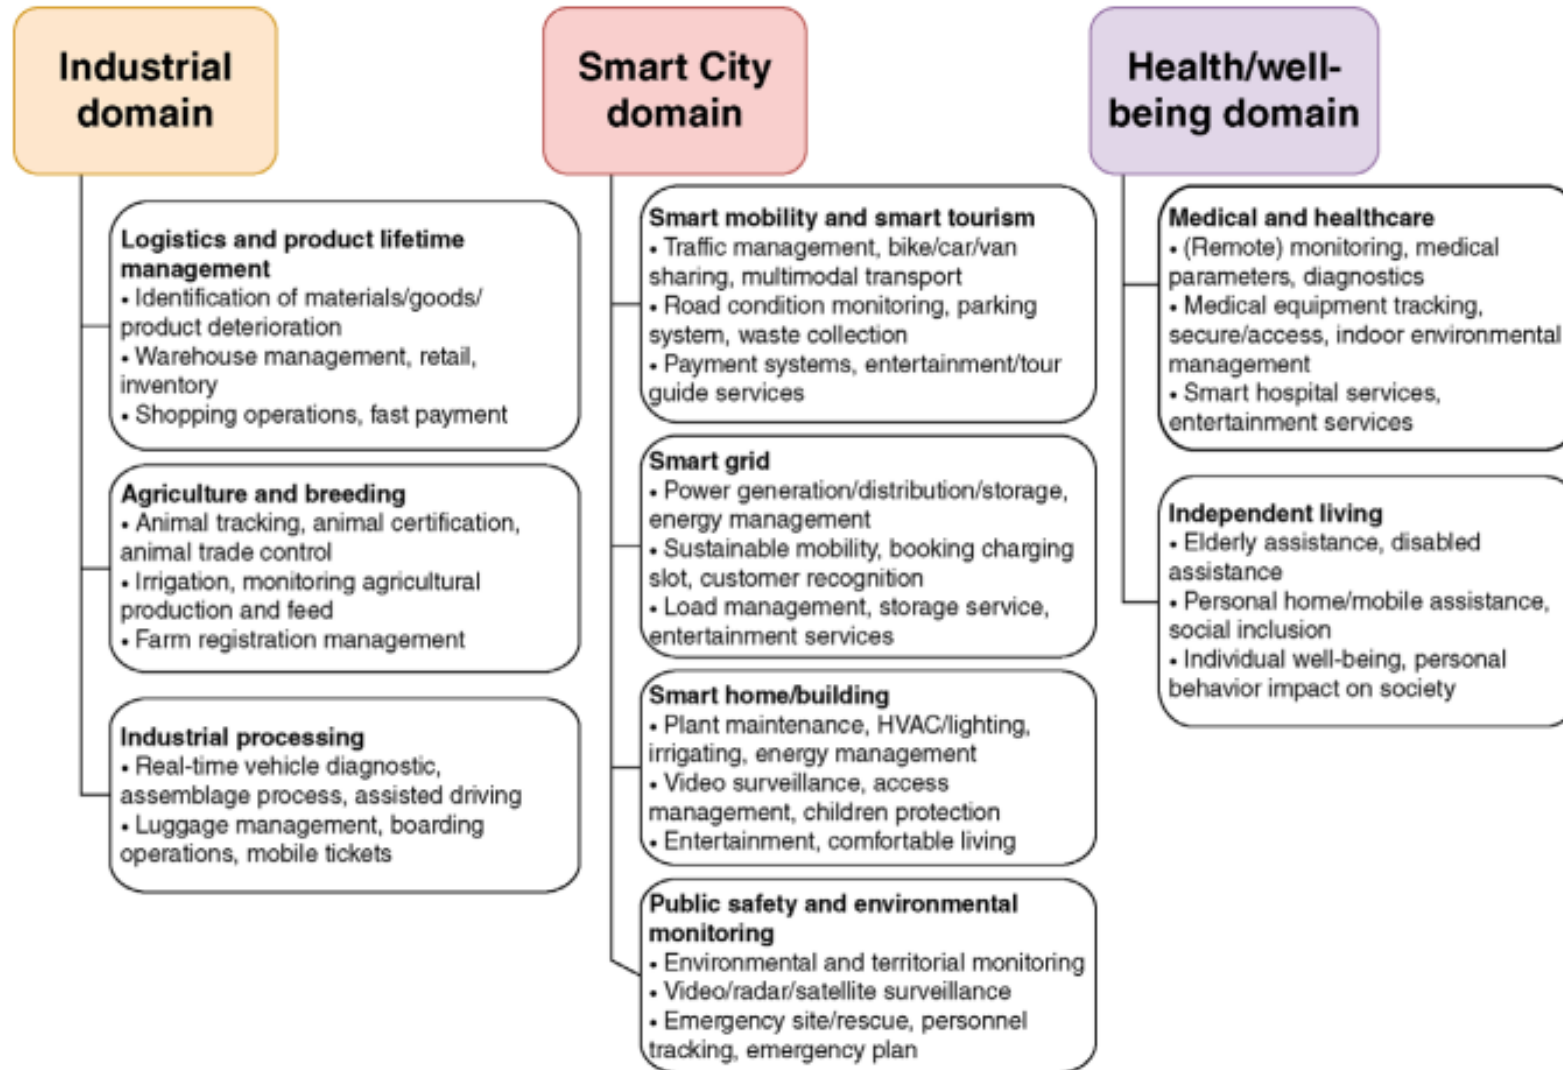 Industrial
domain
Logistics and product lifetime
management
• Identification of materials/goods/
product deterioration
• Warehouse management, retail,
inventory
• Shopping operations, fast payment
Agriculture and breeding
• Animal tracking, animal certification,
animal trade control
• Irrigation, monitoring agricultural
production and feed
• Farm registration management
Industrial processing
• Real-time vehicle diagnostic,
assemblage process, assisted driving
• Luggage management, boarding
operations, mobile tickets
Smart City
domain
Smart mobility and smart tourism
• Traffic management, bike/car/van
sharing, multimodal transport
• Road condition monitoring, parking
system, waste collection
• Payment systems, entertainment/tour
guide services
Smart grid
• Power generation/distribution/storage,
energy management
• Sustainable mobility, booking charging
slot, customer recognition
• Load management, storage service,
entertainment services
Smart home/building
• Plant maintenance, HVAC/lighting,
irrigating, energy management
• Video surveillance, access
management, children protection
• Entertainment, comfortable living
Public safety and environmental
monitoring
• Environmental and territorial monitoring
• Video/radar/satellite surveillance
• Emergency site/rescue, personnel
tracking, emergency plan
Health/well-
being domain
Medical and healthcare
• (Remote) monitoring, medical
parameters, diagnostics
• Medical equipment tracking,
secure/access, indoor environmental
management
• Smart hospital services,
entertainment services
Independent living
• Elderly assistance, disabled
assistance
• Personal home/mobile assistance,
social inclusion
• Individual well-being, personal
behavior impact on society